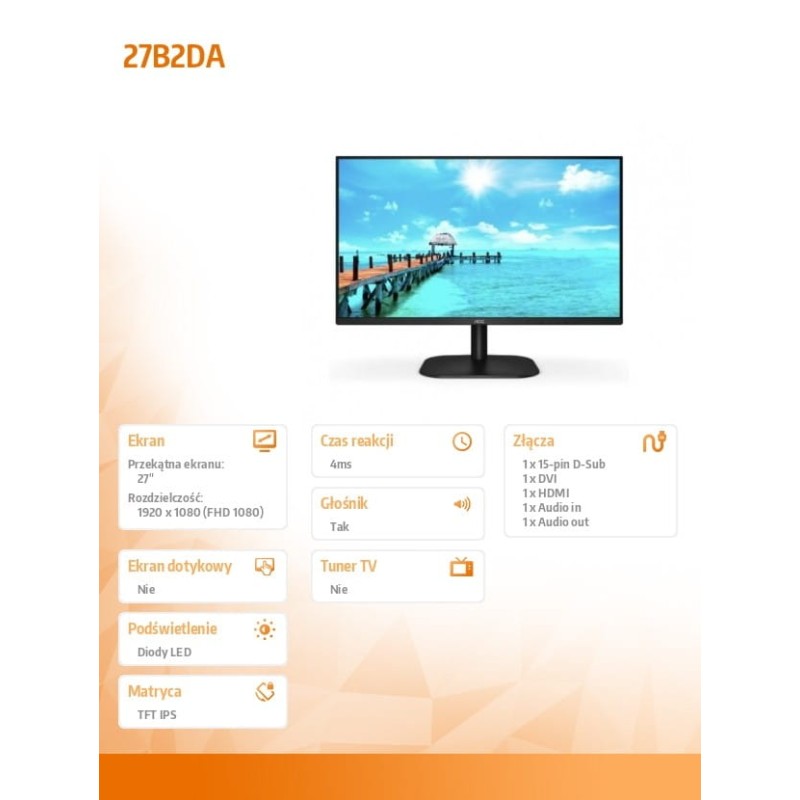 27B2DA
Ekran
Przekątna ekranu:
27"
Rozdzielczość:
1920 x 1080 (FHD 1080)
Ekran dotykowy
Nie
Podświetlenie
Diody LED
Matryca
TFT IPS
Czas reakcji
4ms
Głośnik
Tak
Tuner TV
Nie
Złącza
1 x 15-pin D-Sub
1 x DVI
1 x HDMI
1 x Audio in
1 x Audio out